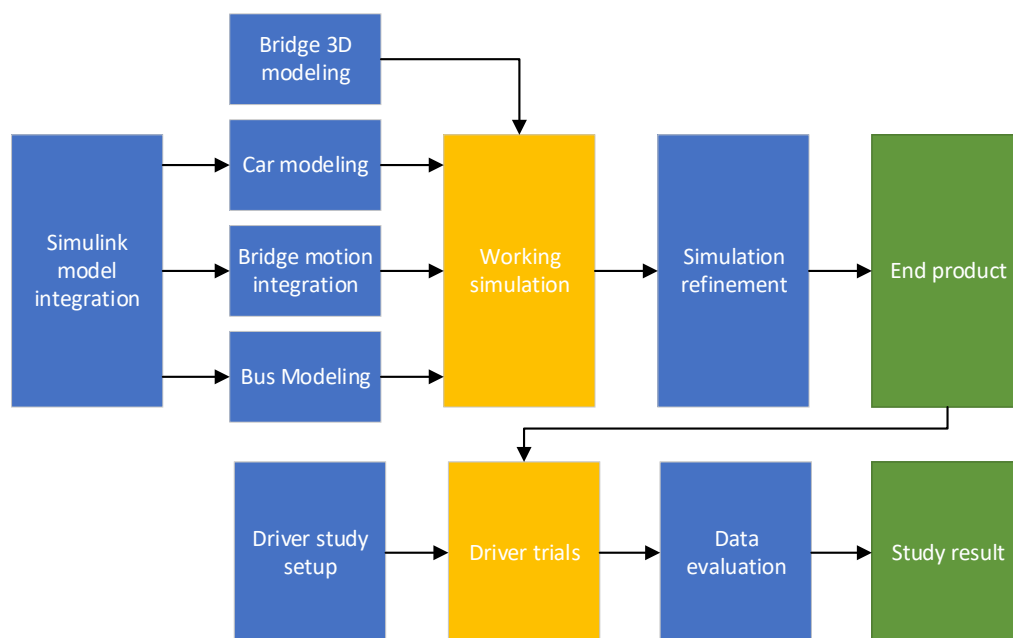 Bridge 3D
modeling
Car modeling
Simulink
model
integration
Bridge motion
integration
Working
simulation
Simulation
refinement
End product
Bus Modeling
Driver study
setup
Driver trials
Data
evaluation
Study result